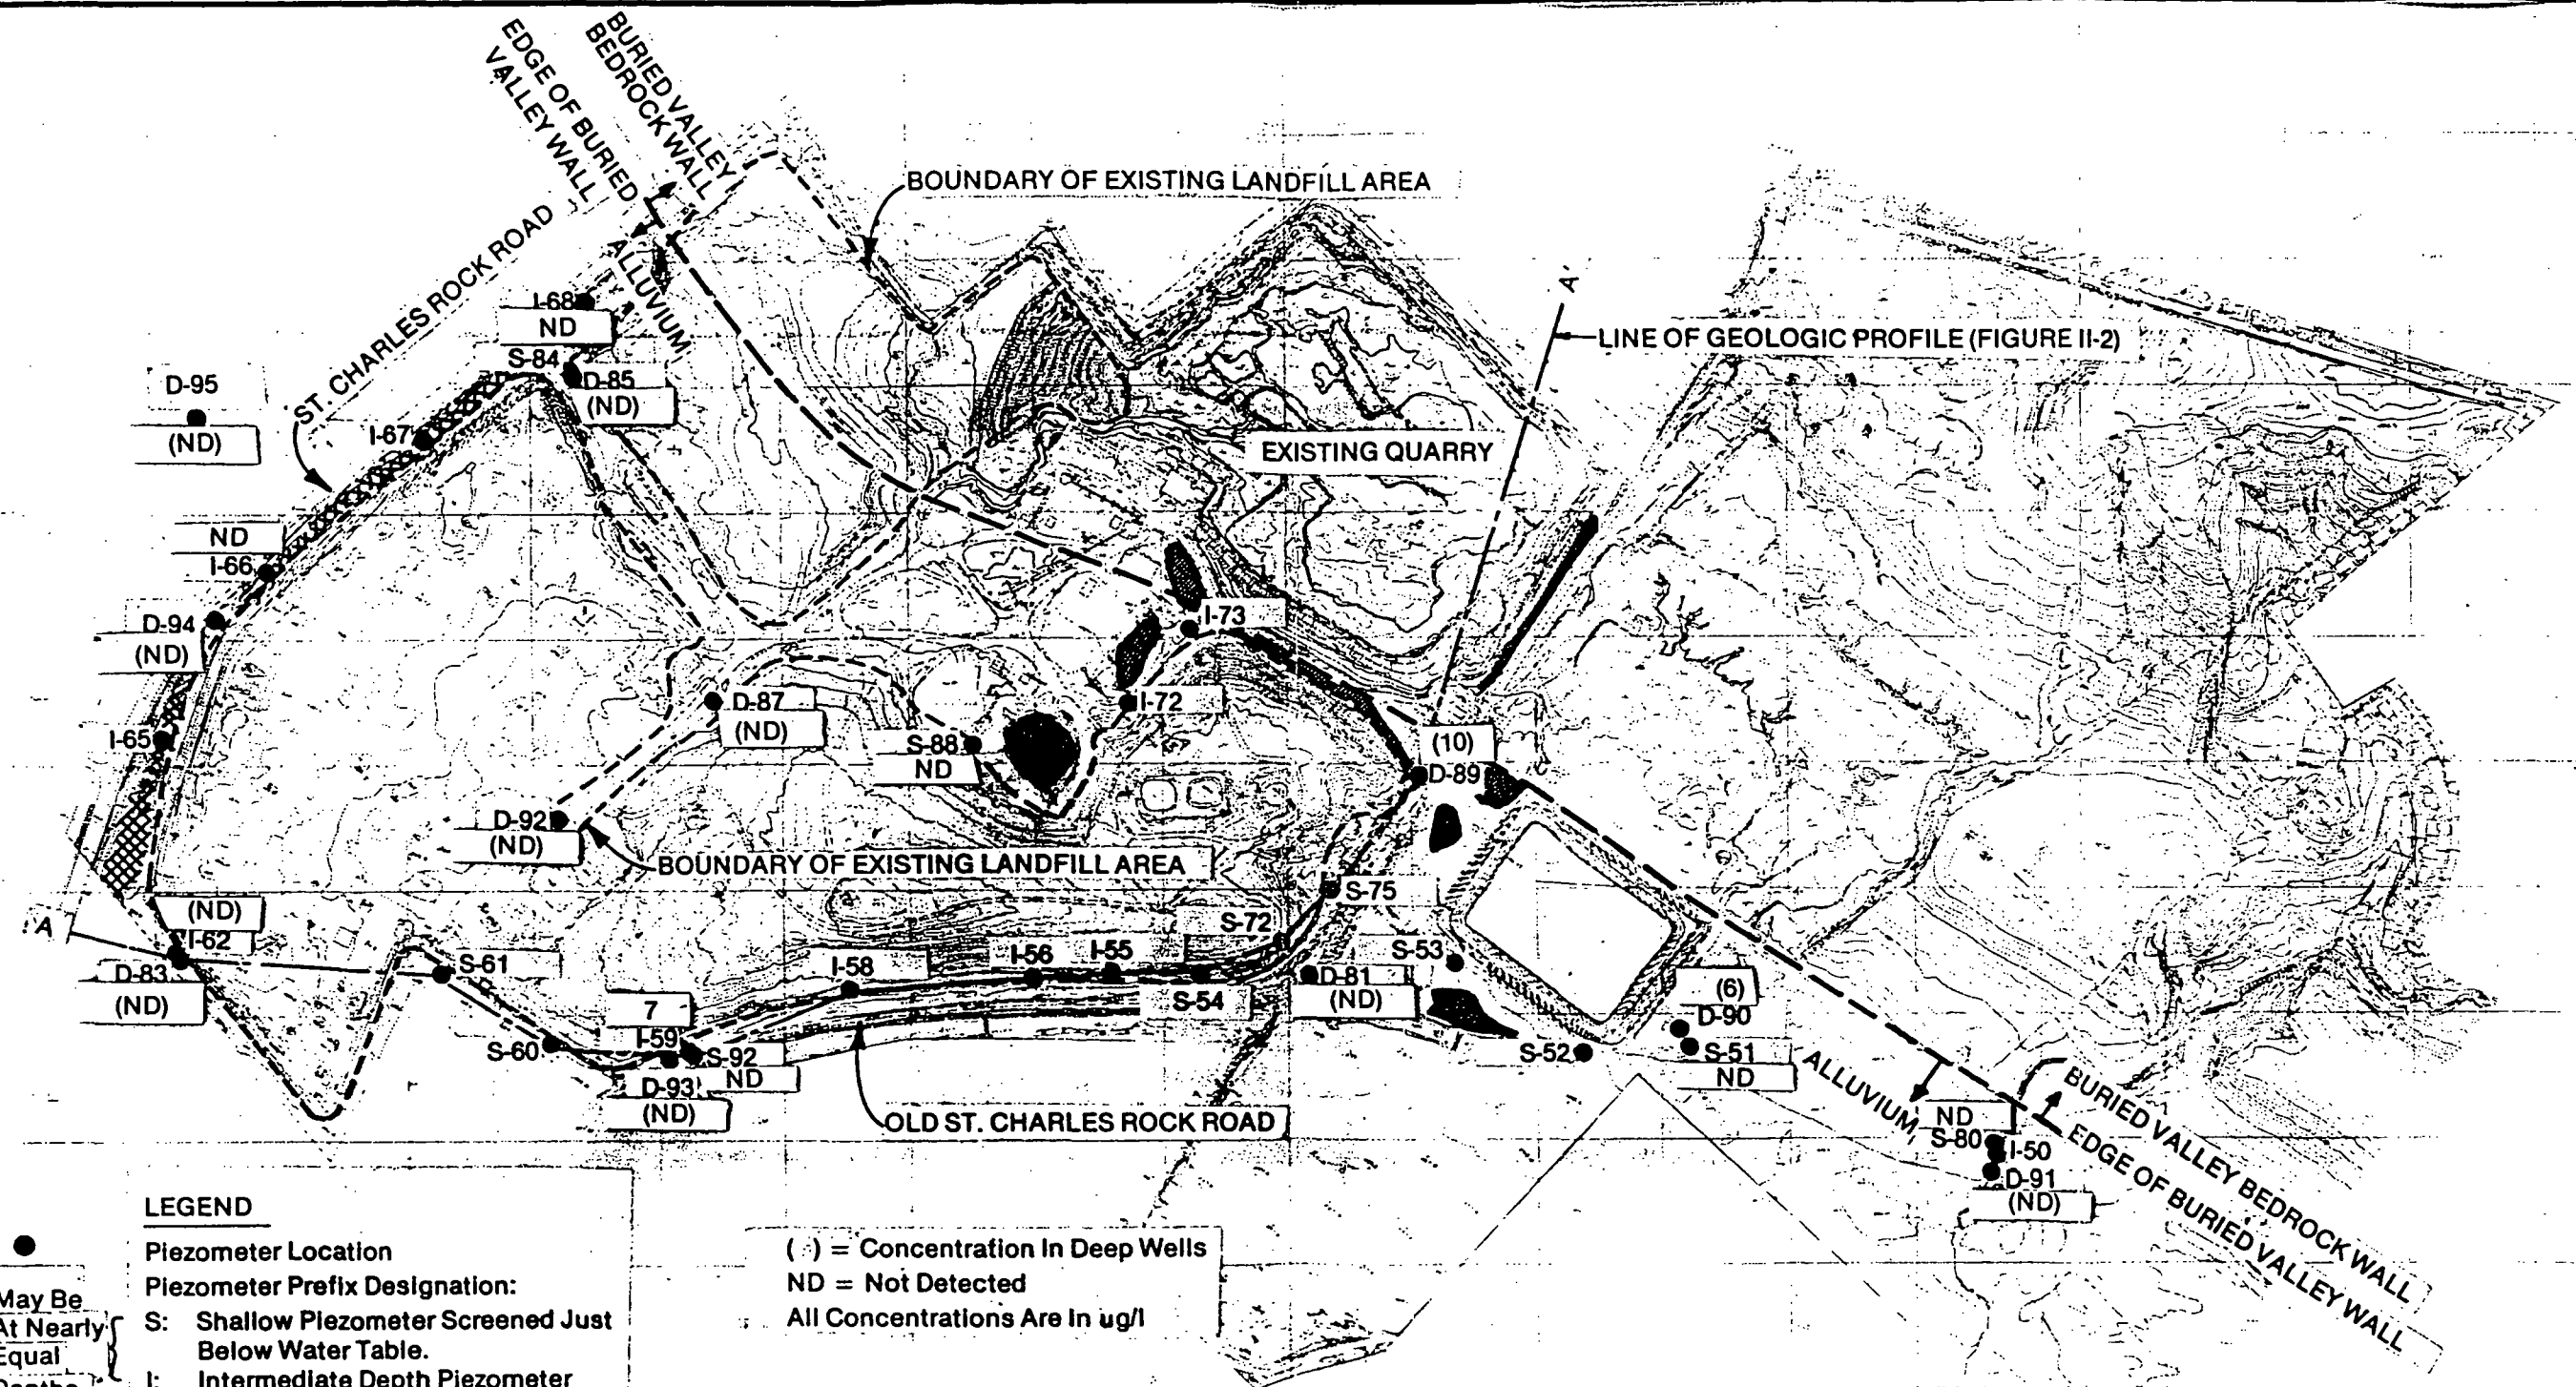 EDGE OF BURIED
VALLEY WALL
BURIED VALLEY
BEDROCK WALL
BOUNDARY OF EXISTING LANDFILL AREA
ST. CHARLES ROCK ROAD
ALLUVIUM
A'
LINE OF GEOLOGIC PROFILE (FIGURE II-2)
I-68
ND
S-84
D-85
(ND)
D-95
(ND)
I-67
EXISTING QUARRY
ND
I-66
D-94
(ND)
I-73
D-87
(ND)
I-72
I-65
S-88
ND
(10)
D-89
D-92
(ND)
BOUNDARY OF EXISTING LANDFILL AREA
S-75
(ND)
I-62
A
D-83
(ND)
S-61
I-58
I-56
I-55
S-72
S-54
S-53
D-81
(ND)
(6)
D-90
S-51
ND
S-52
7
I-59
S-60
S-92
ND
D-93
(ND)
OLD ST. CHARLES ROCK ROAD
ALLUVIUM
ND
S-80
I-50
D-91
(ND)
BURIED VALLEY BEDROCK WALL
EDGE OF BURIED VALLEY WALL
LEGEND
Piezometer Location
Piezometer Prefix Designation:
May Be
At Nearly
Equal
Depths
S: Shallow Piezometer Screened Just
Below Water Table.
I: Intermediate Depth Piezometer
( ) = Concentration In Deep Wells
ND = Not Detected
All Concentrations Are In ug/l